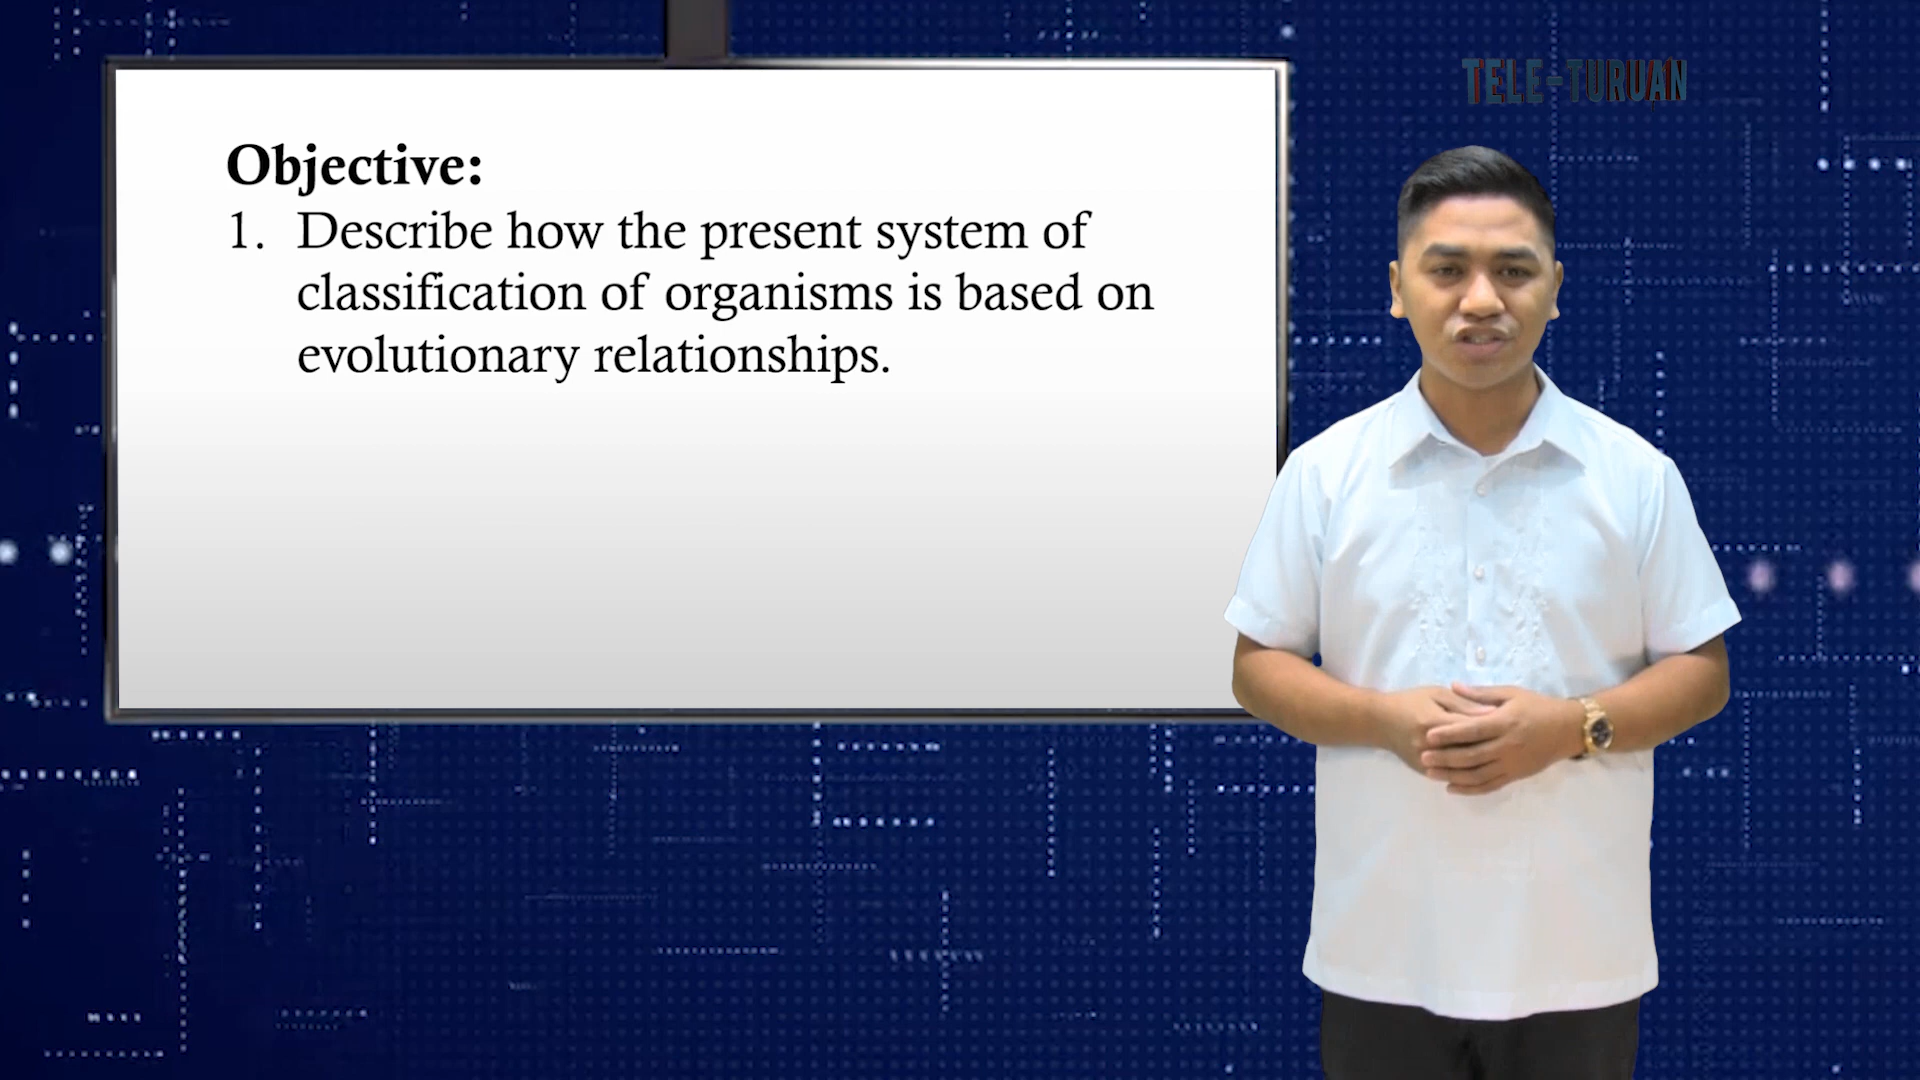 TELE-TURUAN
Objective:
1. Describe how the present system of
classification of organisms is based on
evolutionary relationships.